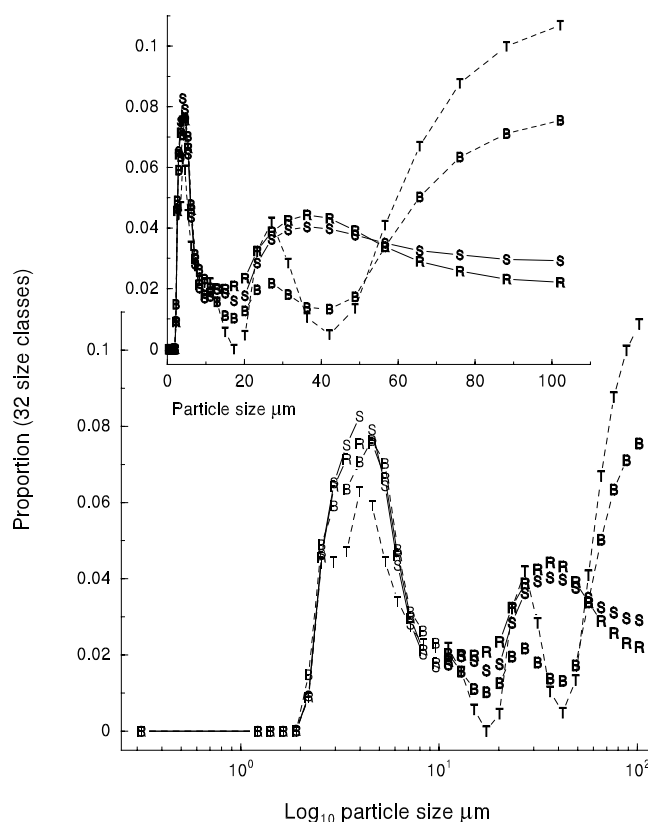 0.1
0.08
0.06
0.04
0.02
0
0 20 40 60 80 100
Particle size μm
Proportion (32 size classes)
0.1
0.08
0.06
0.04
0.02
0
10⁰ 10¹ 10²
Log₁₀ particle size μm
T
B
S
R
T
B
S
R